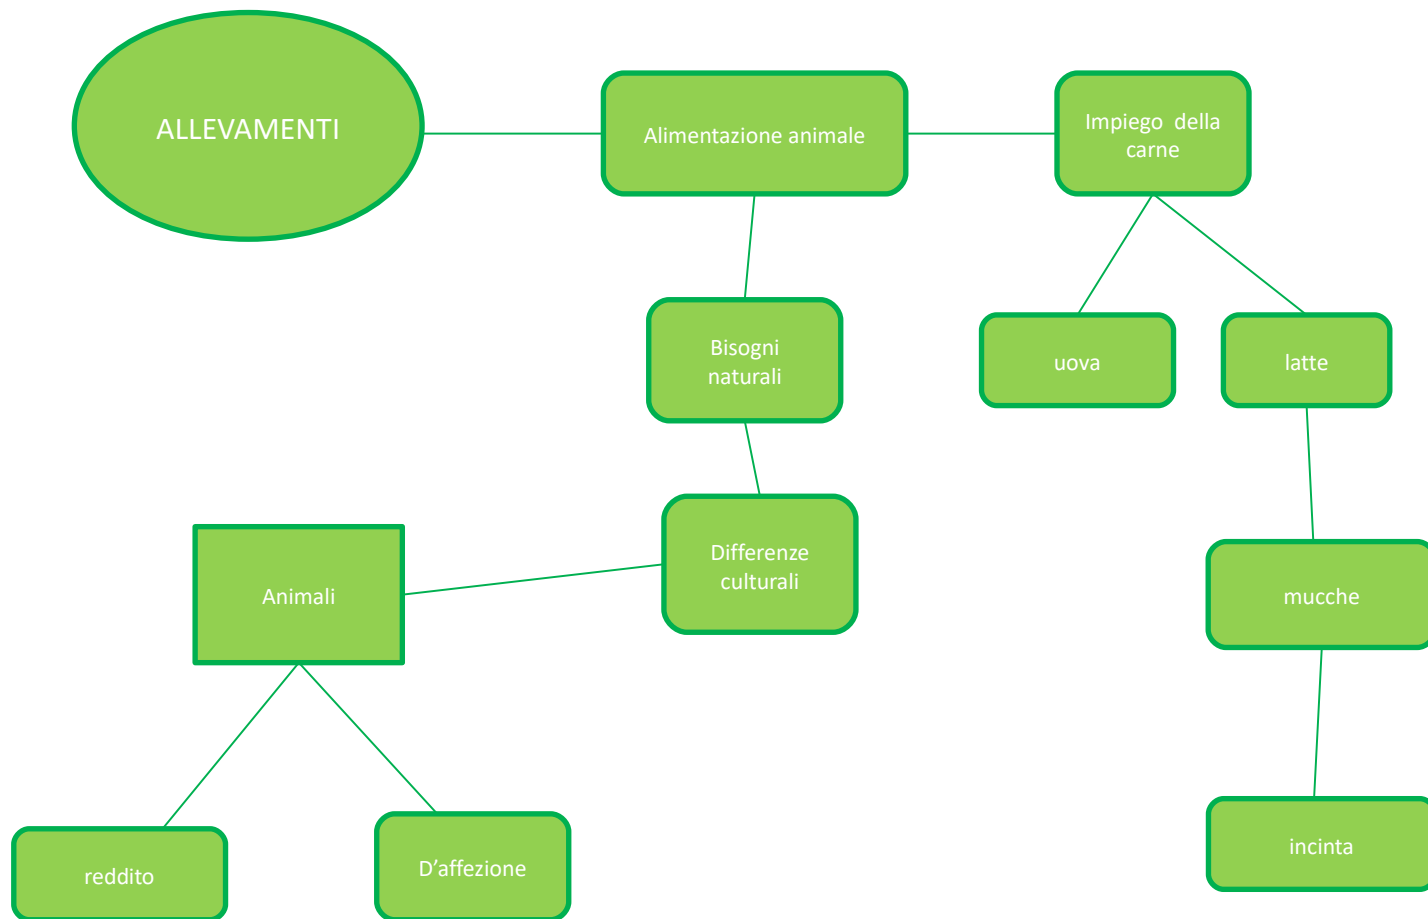 ALLEVAMENTI
Alimentazione animale
Impiego della
carne
Bisogni
naturali
uova
latte
Differenze
culturali
Animali
mucche
reddito
D’affezione
incinta